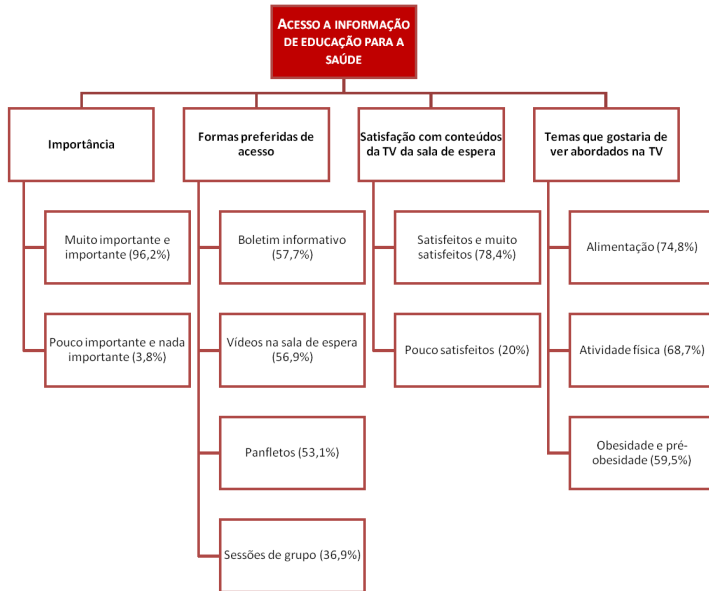 ACESSO A INFORMAÇÃO
DE EDUCAÇÃO PARA A
SAÚDE
Importância
Muito importante e
importante (96,2%)
Pouco importante e nada
importante (3,8%)
Formas preferidas de
acesso
Boletim informativo
(57,7%)
Vídeos na sala de espera
(56,9%)
Panfletos (53,1%)
Sessões de grupo (36,9%)
Satisfação com conteúdos
da TV da sala de espera
Satisfeitos e muito
satisfeitos (78,4%)
Pouco satisfeitos (20%)
Temas que gostaria de
ver abordados na TV
Alimentação (74,8%)
Atividade física (68,7%)
Obesidade e pré-
obesidade (59,5%)